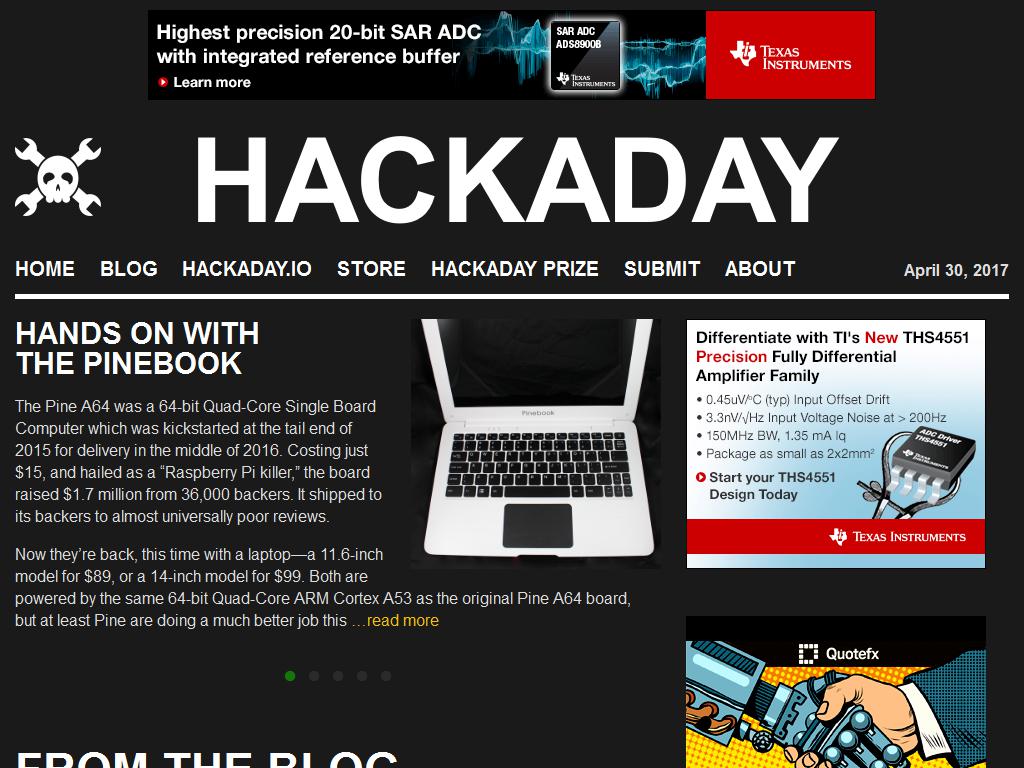 Highest precision 20-bit SAR ADC
with integrated reference buffer
Learn more
SAR ADC
ADS8900B
TEXAS
INSTRUMENTS
TEXAS
INSTRUMENTS
HACKADAY
HOME BLOG HACKADAY.IO STORE HACKADAY PRIZE SUBMIT ABOUT April 30, 2017
HANDS ON WITH
THE PINEBOOK
The Pine A64 was a 64-bit Quad-Core Single Board
Computer which was kickstarted at the tail end of
2015 for delivery in the middle of 2016. Costing just
$15, and hailed as a “Raspberry Pi killer,” the board
raised $1.7 million from 36,000 backers. It shipped to
its backers to almost universally poor reviews.
Now they’re back, this time with a laptop—a 11.6-inch
model for $89, or a 14-inch model for $99. Both are
powered by the same 64-bit Quad-Core ARM Cortex A53 as the original Pine A64 board,
but at least Pine are doing a much better job this …read more
Pinebook
Differentiate with TI's New THS4551
Precision Fully Differential
Amplifier Family
• 0.45uV/°C (typ) Input Offset Drift
• 3.3nV/√Hz Input Voltage Noise at > 200Hz
• 150MHz BW, 1.35 mA Iq
• Package as small as 2x2mm²
Start your THS4551
Design Today
ADC Driver
THS4551
TEXAS INSTRUMENTS
TEXAS INSTRUMENTS
Quotefx
FROM THE BLOG